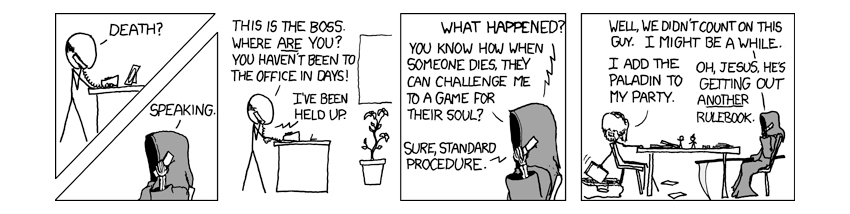 DEATH?
SPEAKING.
THIS IS THE BOSS.
WHERE ARE YOU?
YOU HAVEN'T BEEN TO
THE OFFICE IN DAYS!
I'VE BEEN
HELD UP.
WHAT HAPPENED?
YOU KNOW HOW WHEN
SOMEONE DIES, THEY
CAN CHALLENGE ME
TO A GAME FOR
THEIR SOUL?
SURE, STANDARD
PROCEDURE.
WELL, WE DIDN'T COUNT ON THIS
GUY. I MIGHT BE A WHILE.
I ADD THE
PALADIN TO
MY PARTY.
OH, JESUS, HE'S
GETTING OUT
ANOTHER
RULEBOOK.